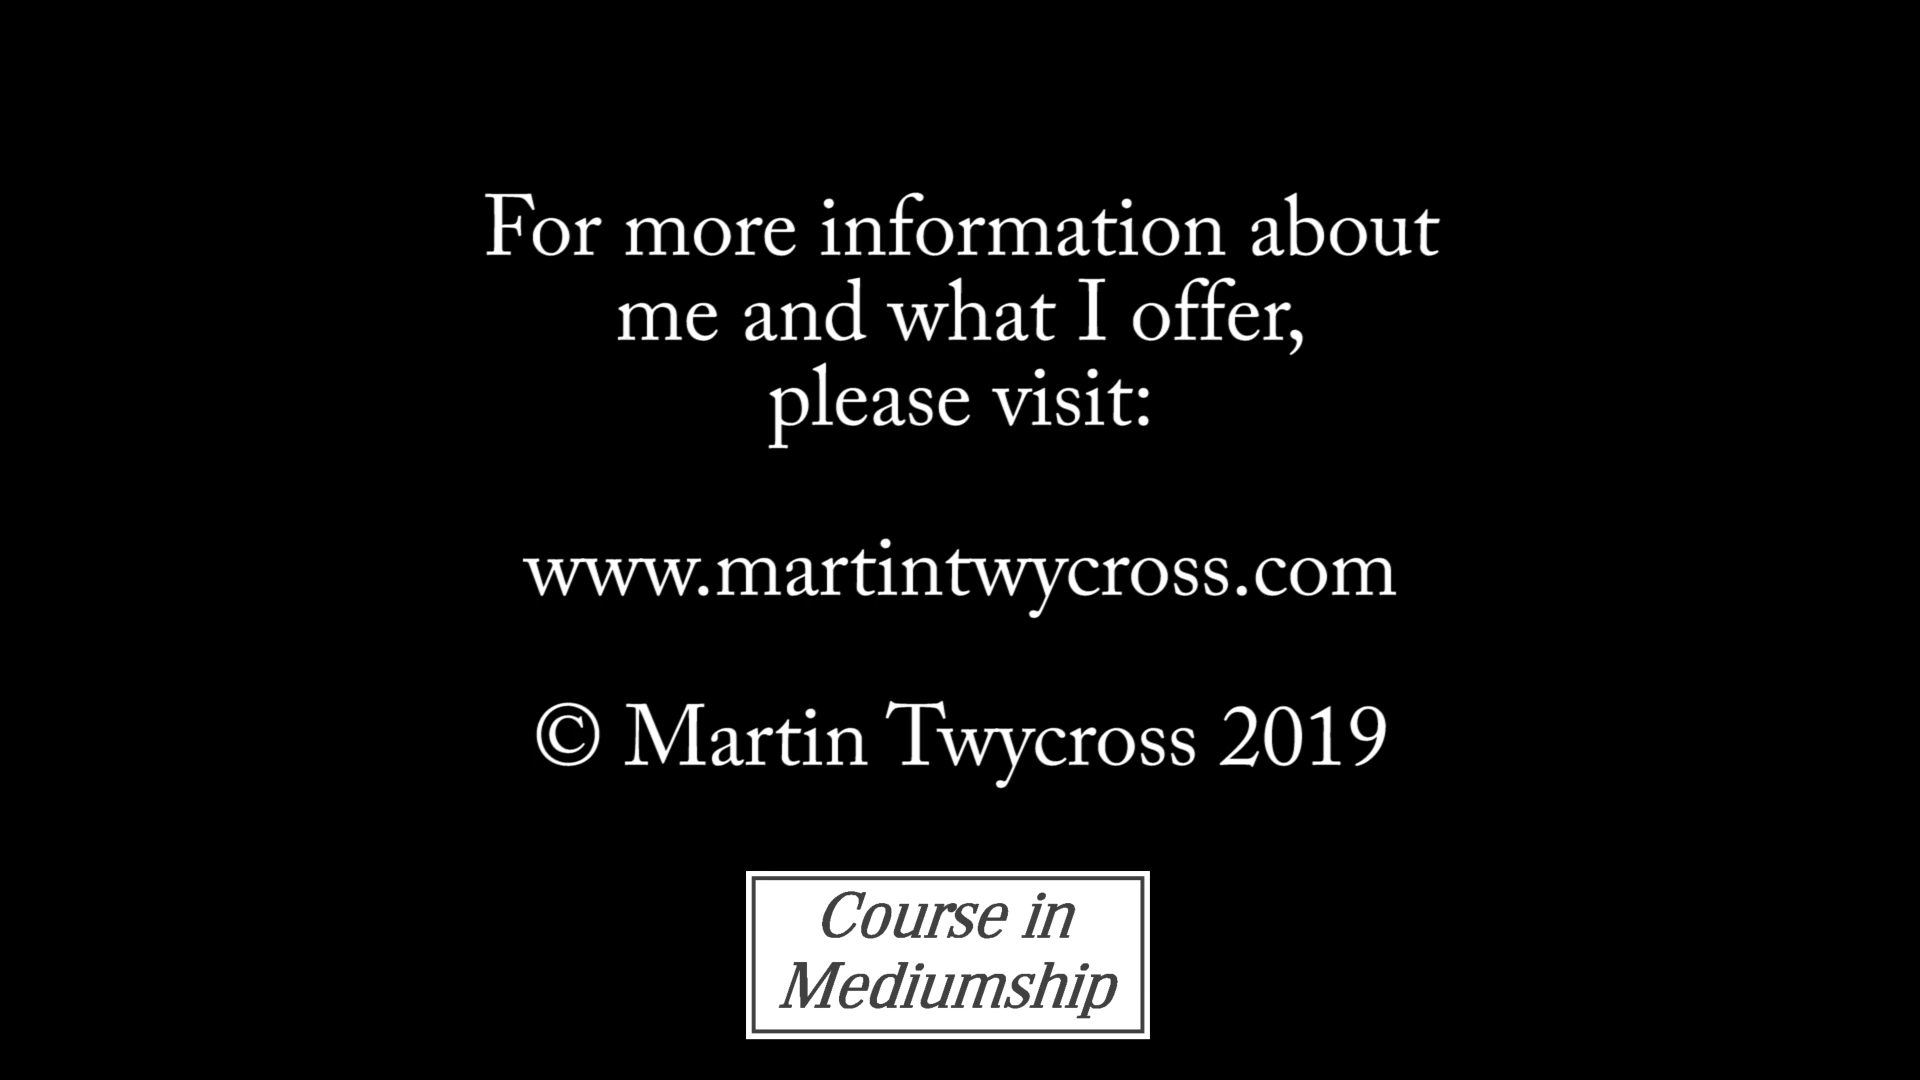 For more information about
me and what I offer,
please visit:
www.martintwycross.com
© Martin Twycross 2019
Course in
Mediumship